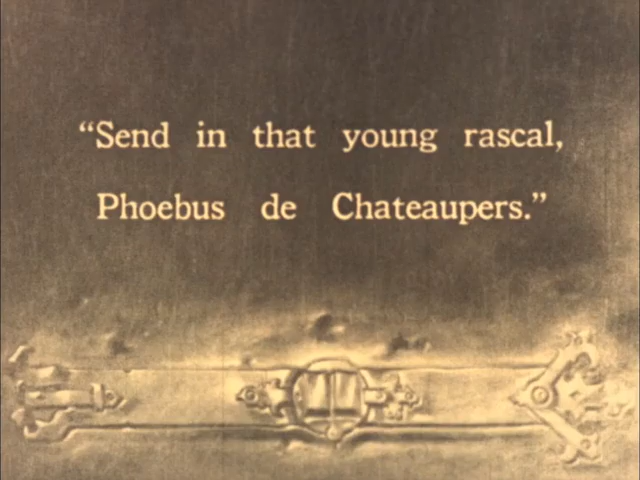 “Send in that young rascal,
Phoebus de Chateaupers.”